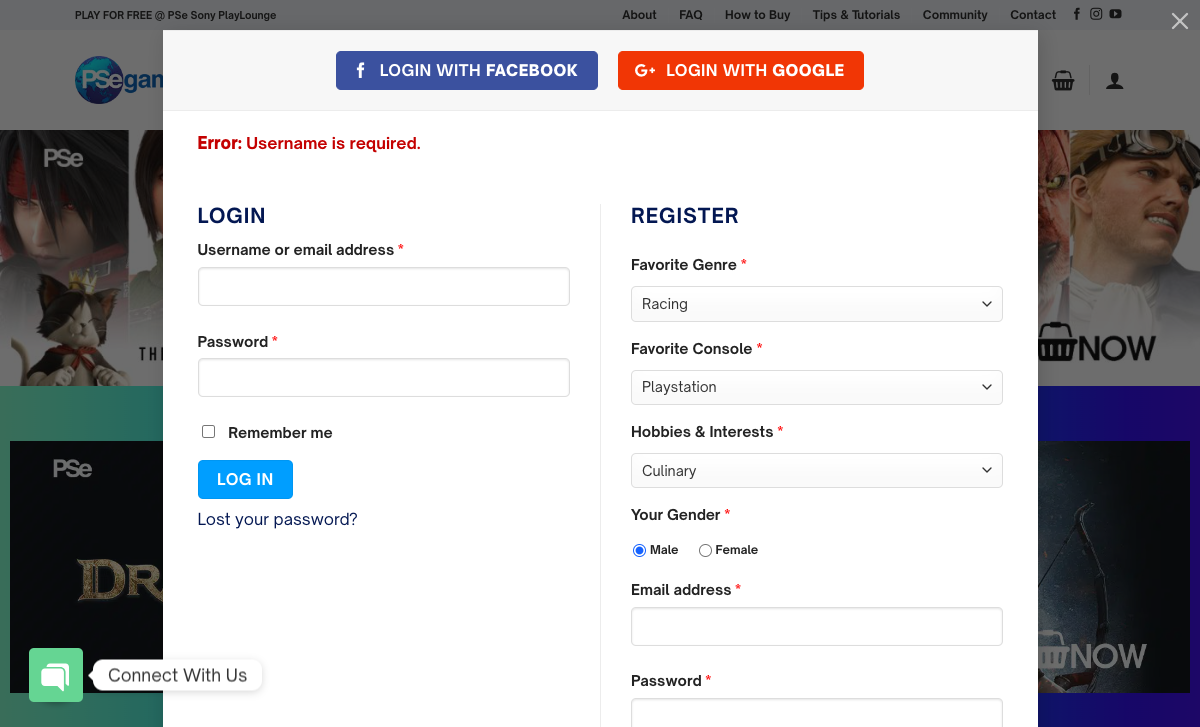 PLAY FOR FREE @ PSe Sony PlayLounge
About FAQ How to Buy Tips & Tutorials Community Contact
LOGIN WITH FACEBOOK
LOGIN WITH GOOGLE
PSegam
Error: Username is required.
PSe
LOGIN
Username or email address *
Password *
Remember me
LOG IN
Lost your password?
REGISTER
Favorite Genre *
Racing
Favorite Console *
Playstation
Hobbies & Interests *
Culinary
Your Gender *
Male Female
Email address *
Password *
TH
NOW
PSe
DR
NOW
Connect With Us